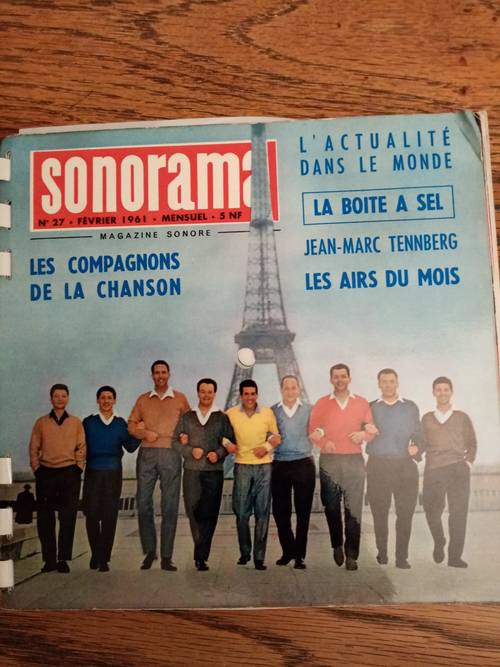 sonorama
N° 27 • FÉVRIER 1961 • MENSUEL • 5 NF
MAGAZINE SONORE
LES COMPAGNONS
DE LA CHANSON
L'ACTUALITÉ
DANS LE MONDE
LA BOITE A SEL
JEAN-MARC TENNBERG
LES AIRS DU MOIS